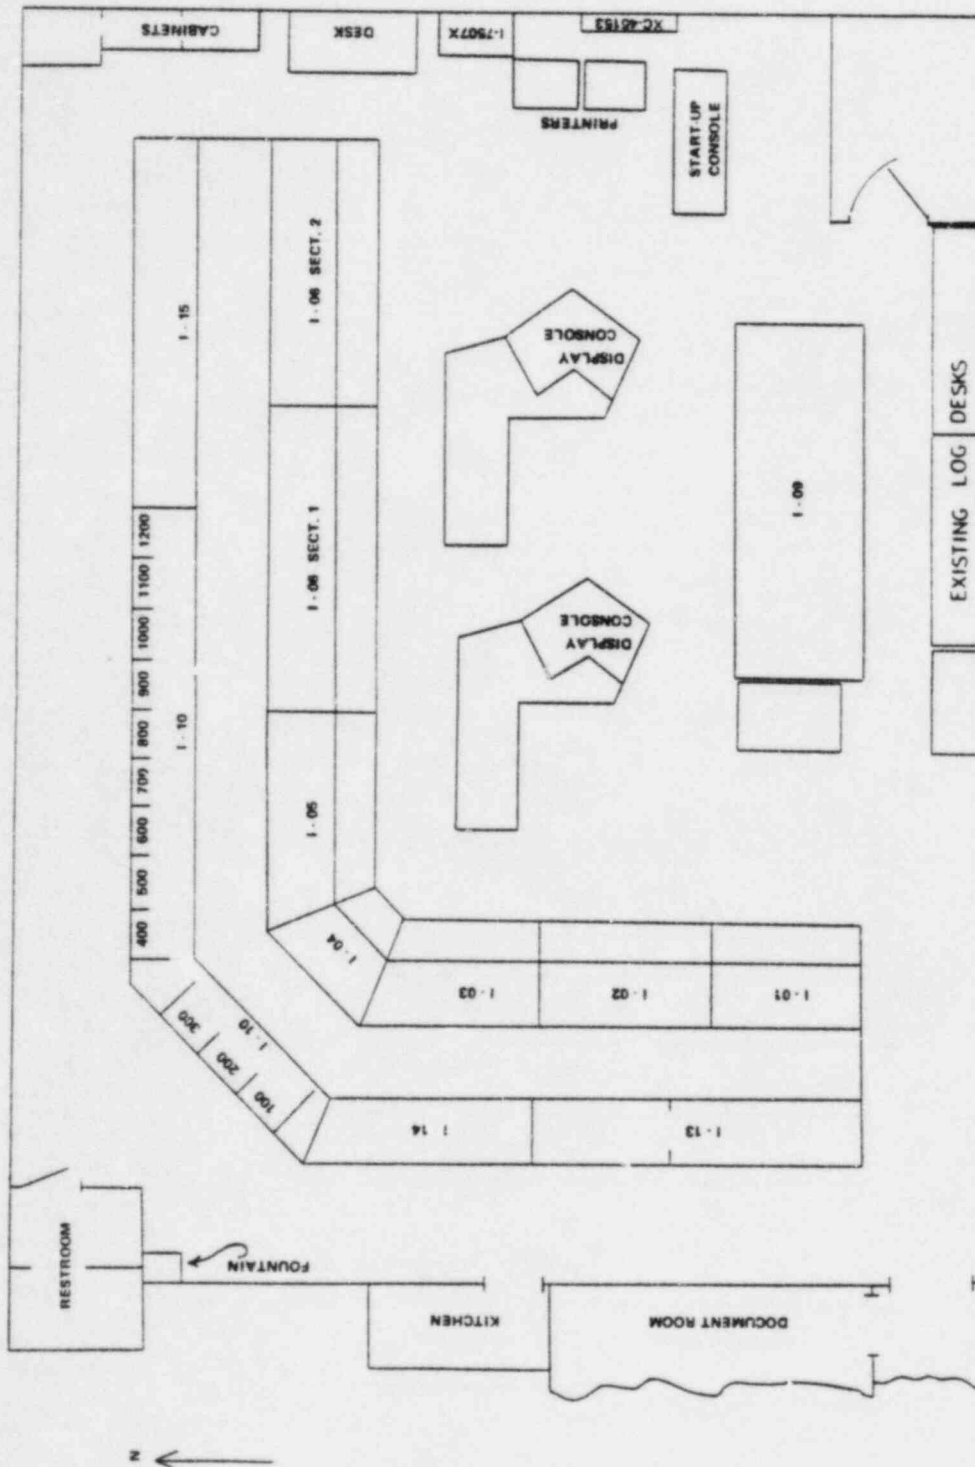 CABINETS
DESK
I-7507X
XC-46153
PRINTERS
START-UP
CONSOLE
I - 15
I - 06 SECT. 2
DISPLAY
CONSOLE
I - 06 SECT. 1
I - 09
EXISTING LOG DESKS
400 500 600 700 800 900 1000 1100 1200
I - 10
I - 05
DISPLAY
CONSOLE
I - 04
I - 03
I - 02
I - 01
100 200 300
I - 10
I - 14
I - 13
RESTROOM
FOUNTAIN
KITCHEN
DOCUMENT ROOM
N